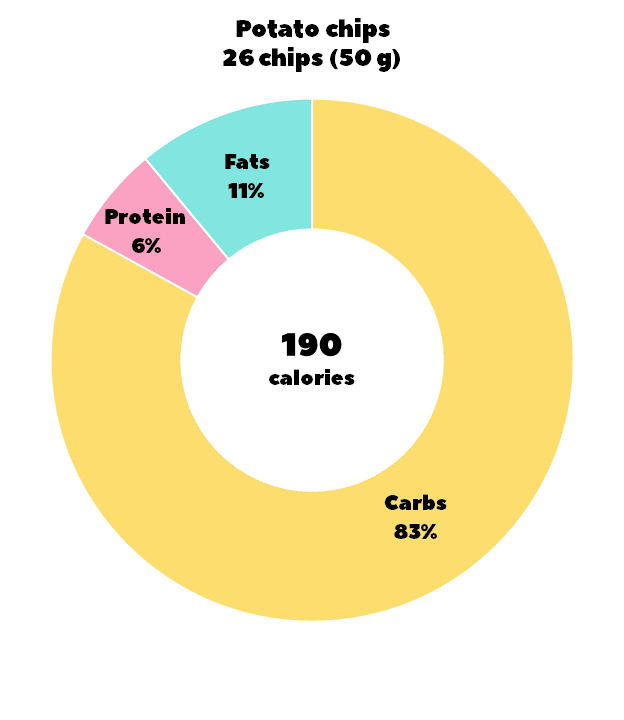 Potato chips
26 chips (50 g)
Fats
11%
Protein
6%
190
calories
Carbs
83%